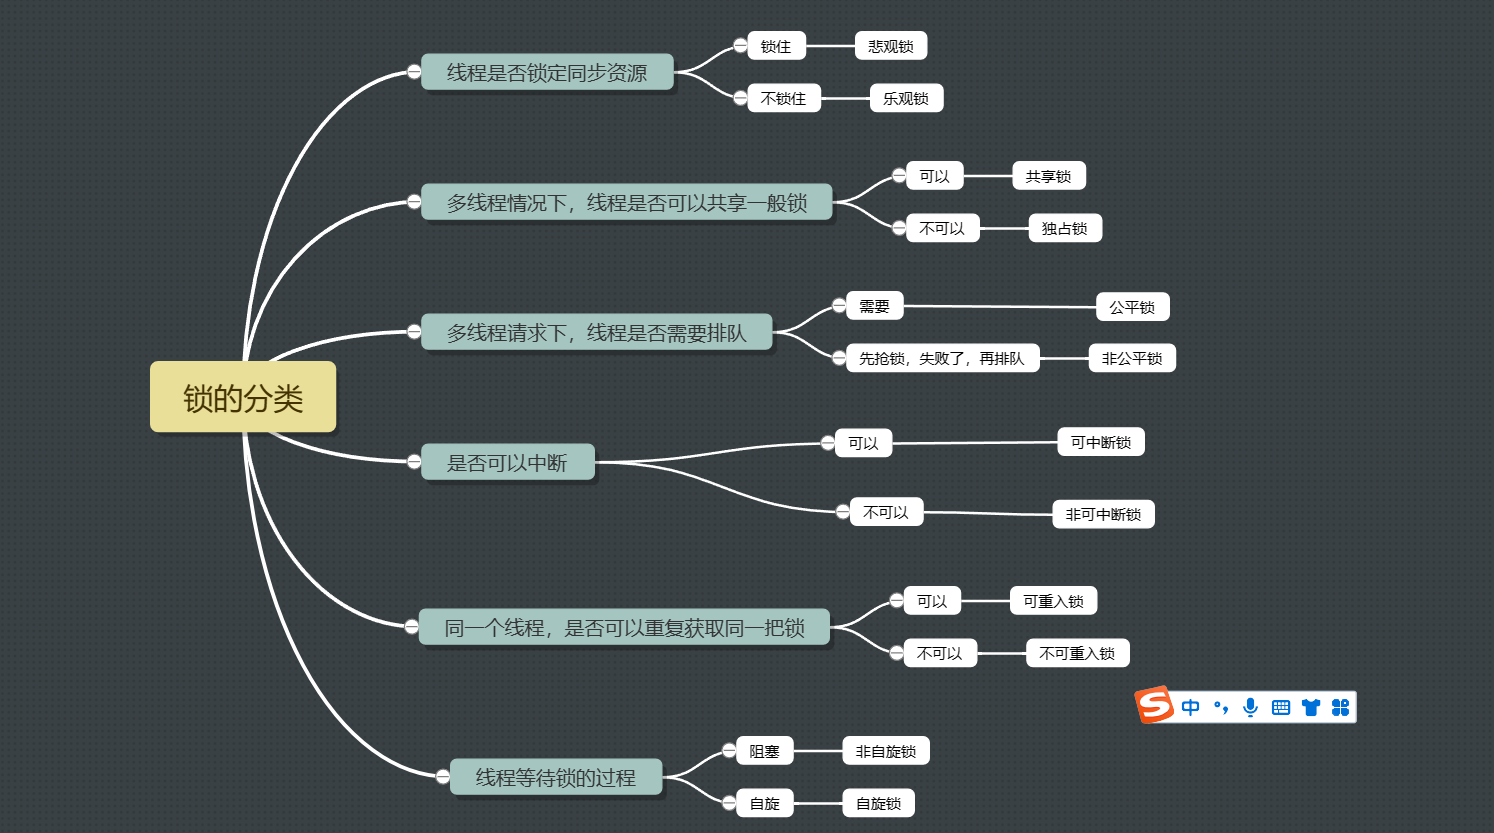 锁的分类
线程是否锁定同步资源
锁住
悲观锁
不锁住
乐观锁
多线程情况下，线程是否可以共享一般锁
可以
共享锁
不可以
独占锁
多线程请求下，线程是否需要排队
需要
公平锁
先抢锁，失败了，再排队
非公平锁
是否可以中断
可以
可中断锁
不可以
非可中断锁
同一个线程，是否可以重复获取同一把锁
可以
可重入锁
不可以
不可重入锁
S 中 °，
线程等待锁的过程
阻塞
非自旋锁
自旋
自旋锁